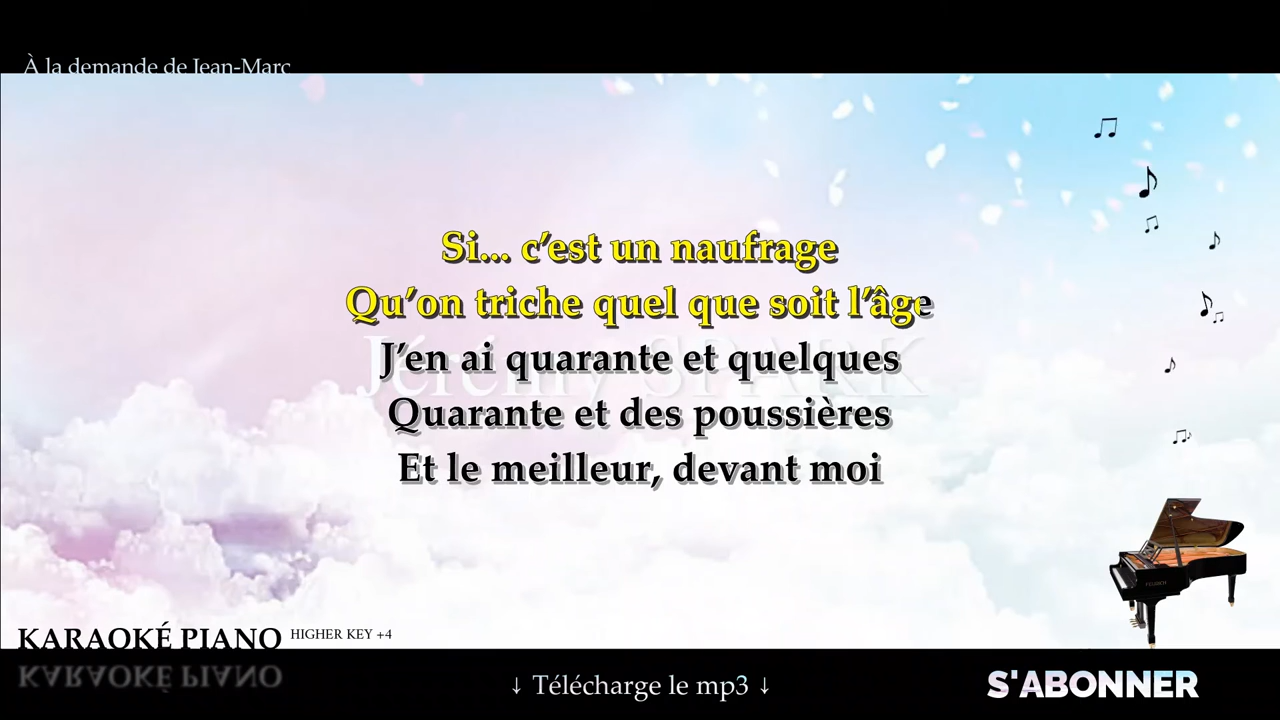 À la demande de Jean-Marc
Si... c'est un naufrage
Qu'on triche quel que soit l'âge
J'en ai quarante et quelques
Jérémy SPARK
Quarante et des poussières
Et le meilleur, devant moi
KARAOKÉ PIANO HIGHER KEY +4
↓ Télécharge le mp3 ↓
S'ABONNER